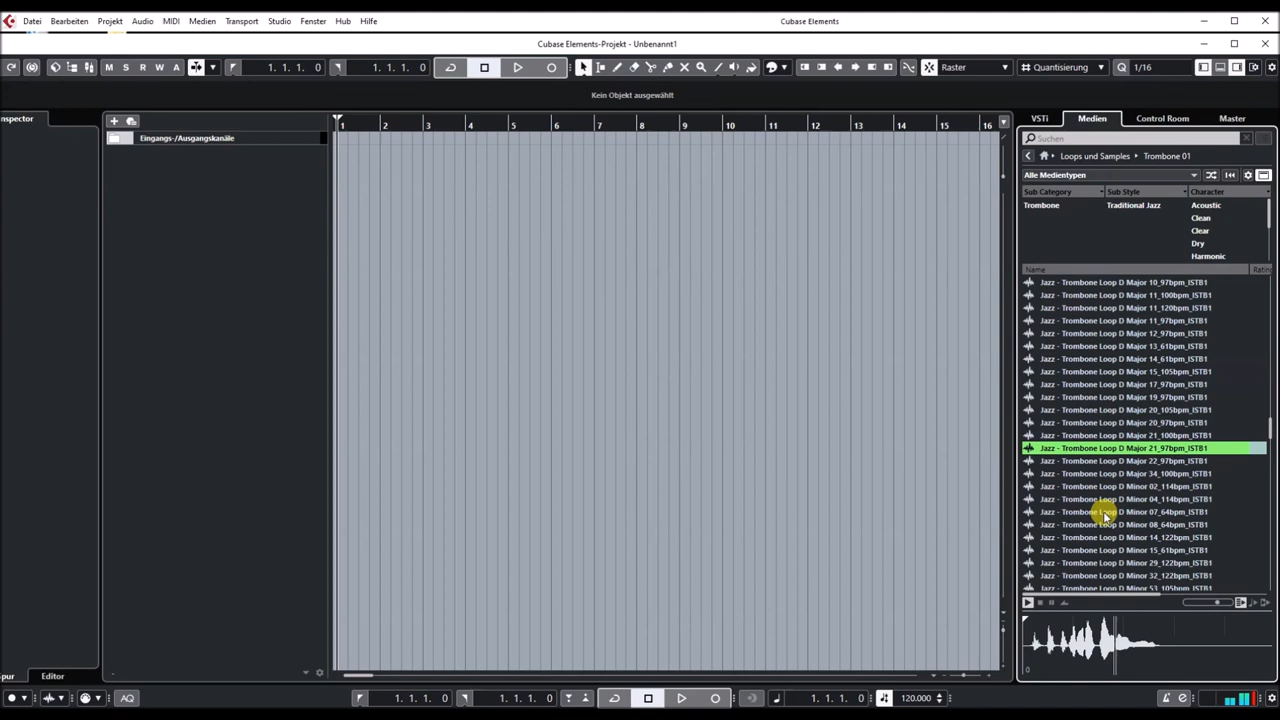 Datei Bearbeiten Projekt Audio MIDI Medien Transport Studio Fenster Hub Hilfe Cubase Elements
Cubase Elements-Projekt - Unbenannt1
M S R W A 1. 1. 1. 0 1. 1. 1. 0 Raster Quantisierung 1/16
Kein Objekt ausgewählt
nspector 1 2 3 4 5 6 7 8 9 10 11 12 13 14 15 16 VSTi Medien Control Room Master
Eingangs-/Ausgangskanäle Suchen
Loops und Samples Trombone 01
Alle Medientypen
Sub Category Sub Style Character
Trombone Traditional Jazz Acoustic
Clean
Clear
Dry
Harmonic
Name Rating
Jazz - Trombone Loop D Major 10_97bpm_ISTB1
Jazz - Trombone Loop D Major 11_100bpm_ISTB1
Jazz - Trombone Loop D Major 11_120bpm_ISTB1
Jazz - Trombone Loop D Major 11_97bpm_ISTB1
Jazz - Trombone Loop D Major 12_97bpm_ISTB1
Jazz - Trombone Loop D Major 13_61bpm_ISTB1
Jazz - Trombone Loop D Major 14_61bpm_ISTB1
Jazz - Trombone Loop D Major 15_105bpm_ISTB1
Jazz - Trombone Loop D Major 17_97bpm_ISTB1
Jazz - Trombone Loop D Major 19_97bpm_ISTB1
Jazz - Trombone Loop D Major 20_105bpm_ISTB1
Jazz - Trombone Loop D Major 20_97bpm_ISTB1
Jazz - Trombone Loop D Major 21_100bpm_ISTB1
Jazz - Trombone Loop D Major 21_97bpm_ISTB1
Jazz - Trombone Loop D Major 22_97bpm_ISTB1
Jazz - Trombone Loop D Major 34_100bpm_ISTB1
Jazz - Trombone Loop D Minor 02_114bpm_ISTB1
Jazz - Trombone Loop D Minor 04_114bpm_ISTB1
Jazz - Trombone Loop D Minor 07_64bpm_ISTB1
Jazz - Trombone Loop D Minor 08_64bpm_ISTB1
Jazz - Trombone Loop D Minor 14_122bpm_ISTB1
Jazz - Trombone Loop D Minor 15_61bpm_ISTB1
Jazz - Trombone Loop D Minor 29_122bpm_ISTB1
Jazz - Trombone Loop D Minor 32_122bpm_ISTB1
Jazz - Trombone Loop D Minor 53_105bpm_ISTB1
0
Spur Editor
AQ 1. 1. 1. 0 1. 1. 1. 0 1. 1. 1. 0 120.000